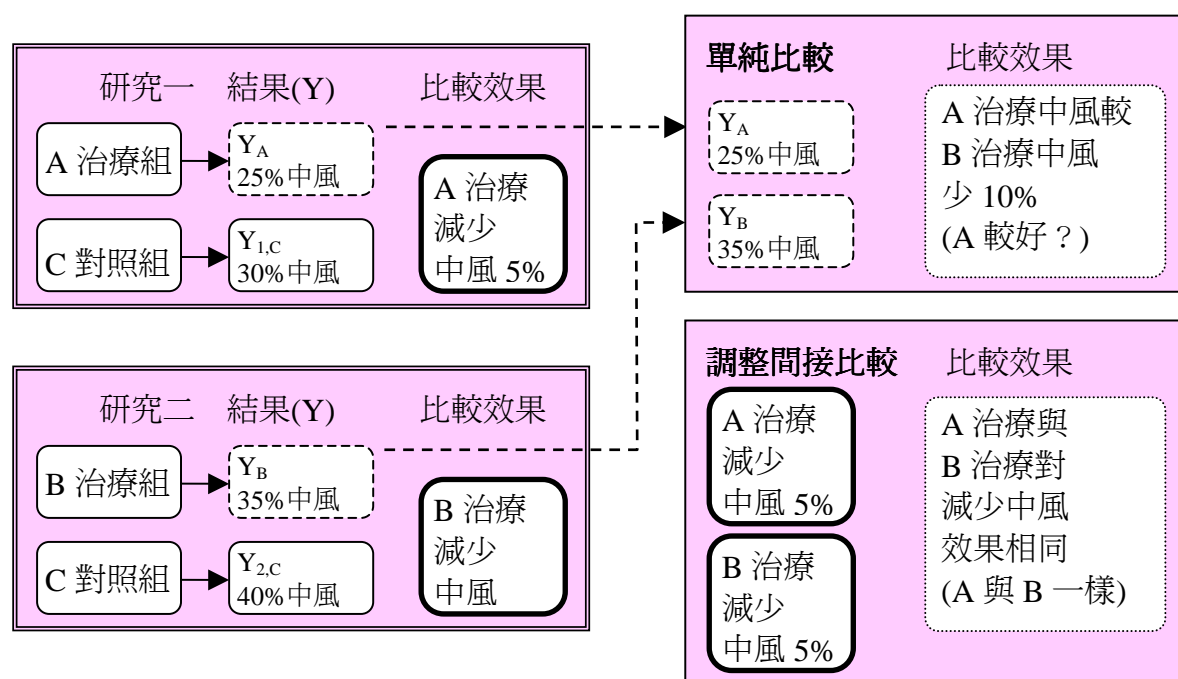 研究一 結果(Y) 比較效果
A 治療組
Y_A
25%中風
C 對照組
Y_1,C
30%中風
A 治療
減少
中風 5%
研究二 結果(Y) 比較效果
B 治療組
Y_B
35%中風
C 對照組
Y_2,C
40%中風
B 治療
減少
中風
單純比較 比較效果
Y_A
25%中風
Y_B
35%中風
A 治療中風較
B 治療中風
少 10%
(A 較好？)
調整間接比較 比較效果
A 治療
減少
中風 5%
B 治療
減少
中風 5%
A 治療與
B 治療對
減少中風
效果相同
(A 與 B 一樣)